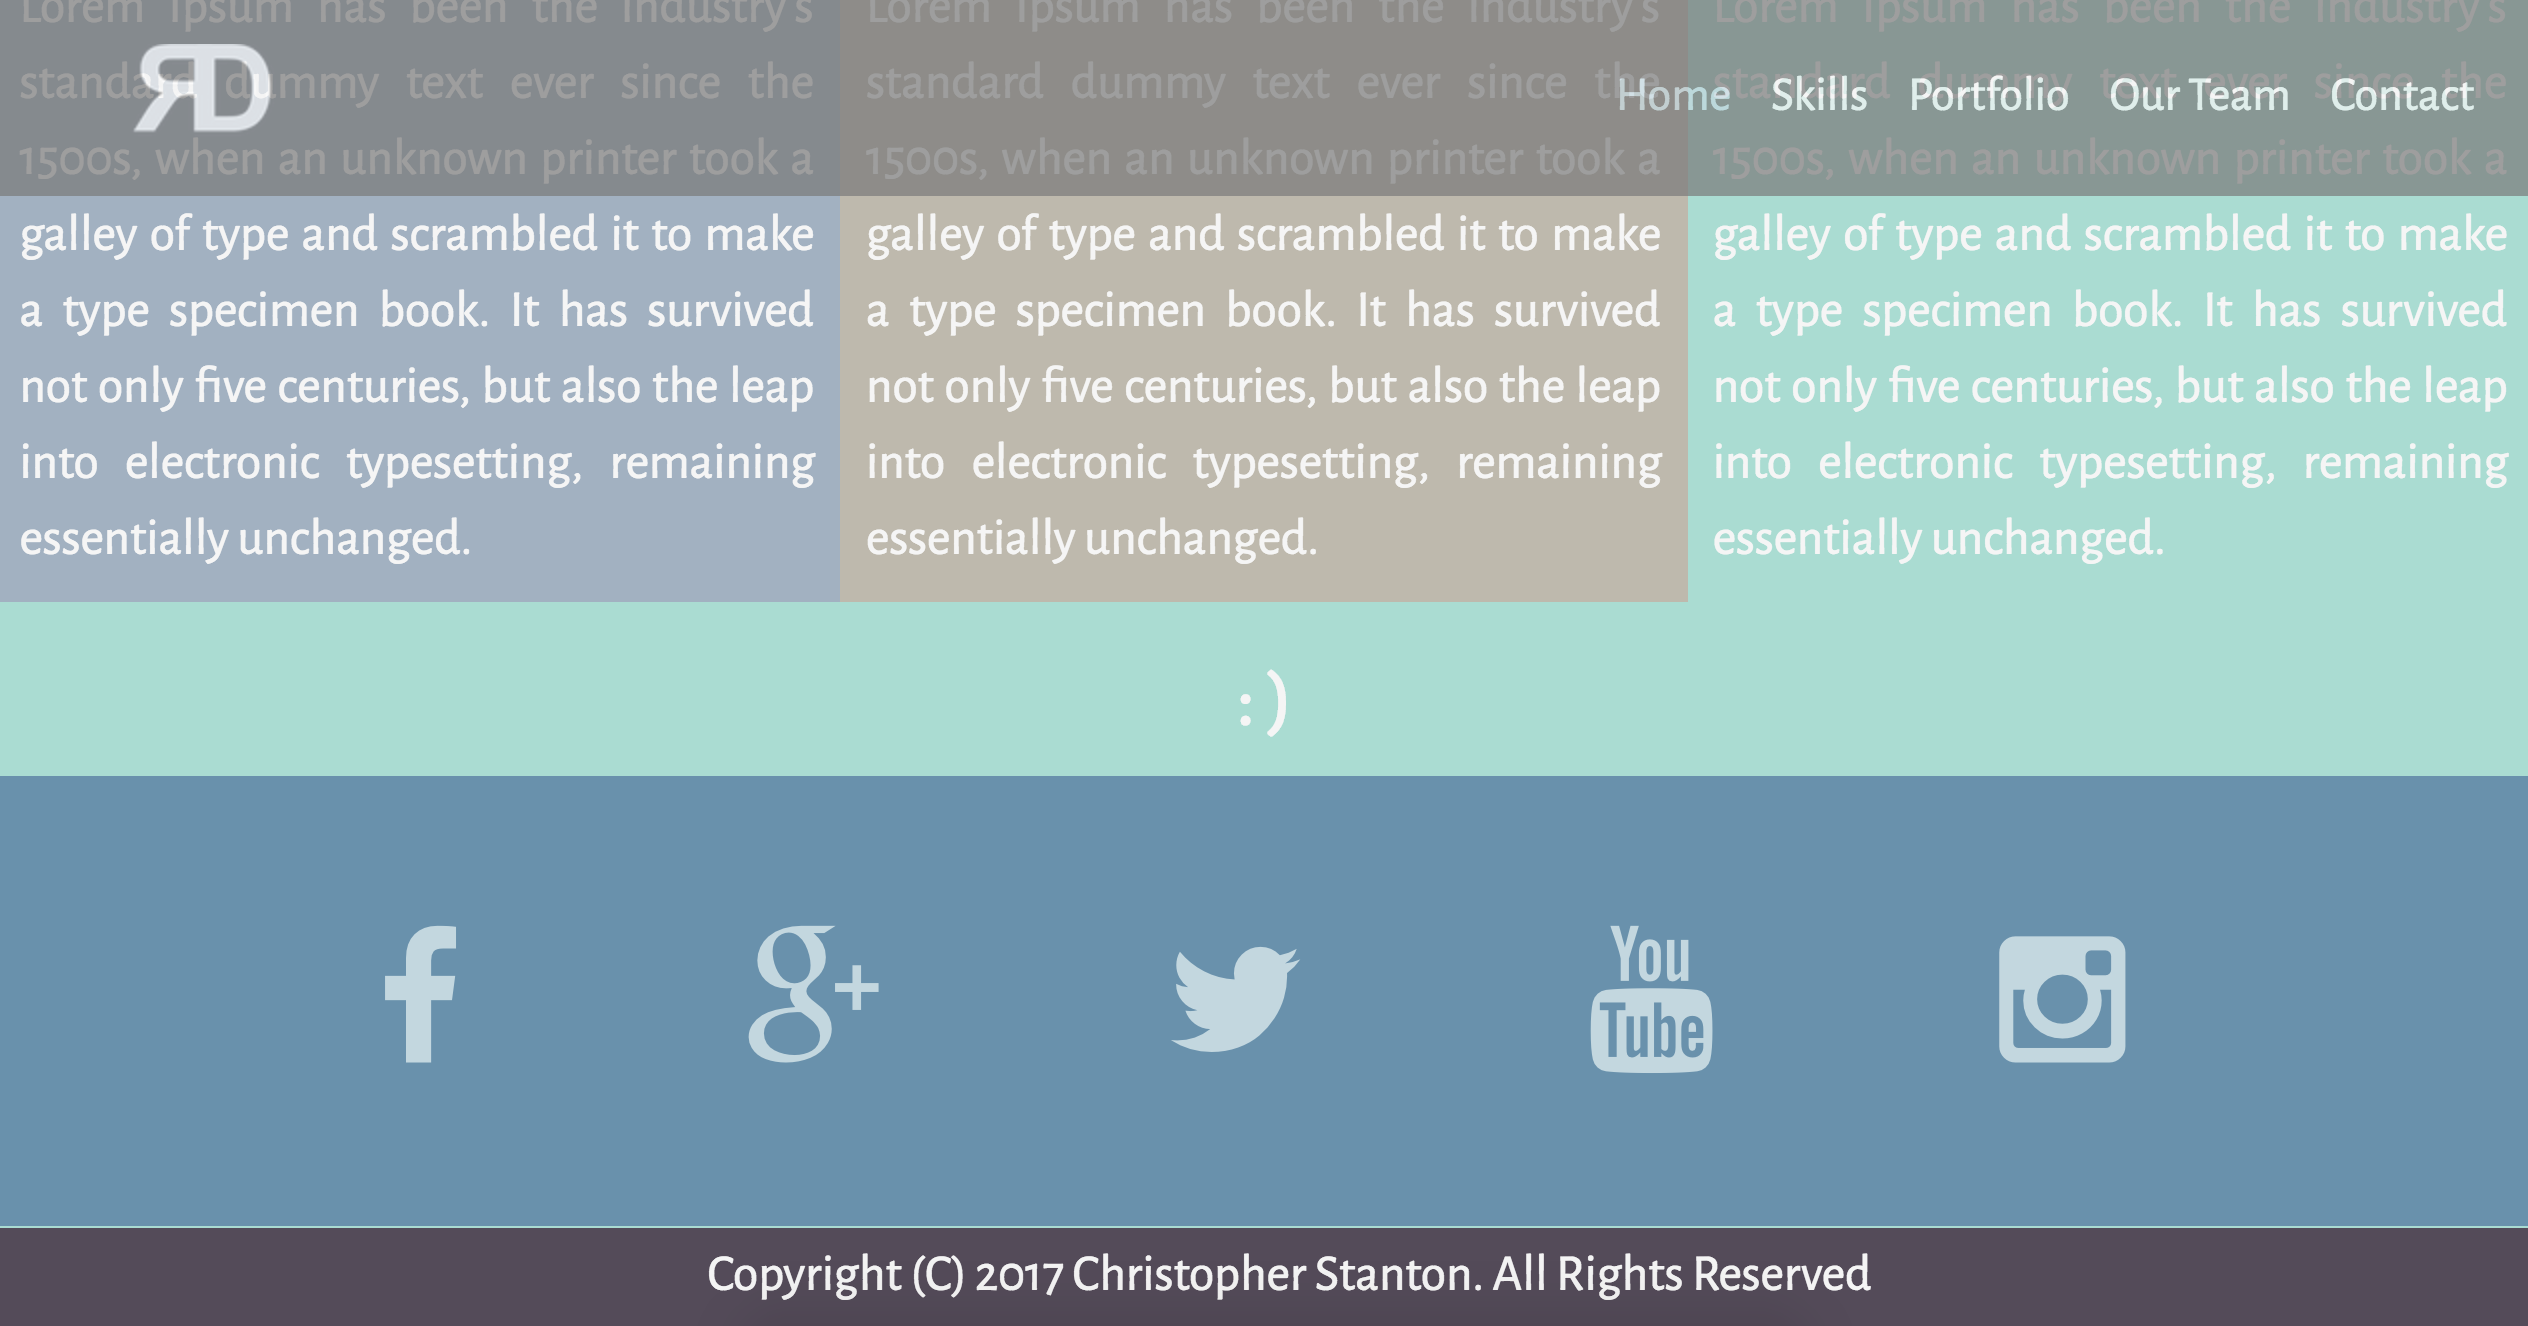 ЯD
Home Skills Portfolio Our Team Contact
Lorem Ipsum has been the industry's
standard dummy text ever since the
1500s, when an unknown printer took a
galley of type and scrambled it to make
a type specimen book. It has survived
not only five centuries, but also the leap
into electronic typesetting, remaining
essentially unchanged.
Lorem Ipsum has been the industry's
standard dummy text ever since the
1500s, when an unknown printer took a
galley of type and scrambled it to make
a type specimen book. It has survived
not only five centuries, but also the leap
into electronic typesetting, remaining
essentially unchanged.
Lorem Ipsum has been the industry's
standard dummy text ever since the
1500s, when an unknown printer took a
galley of type and scrambled it to make
a type specimen book. It has survived
not only five centuries, but also the leap
into electronic typesetting, remaining
essentially unchanged.
:)
f
g+
You
Tube
Copyright (C) 2017 Christopher Stanton. All Rights Reserved